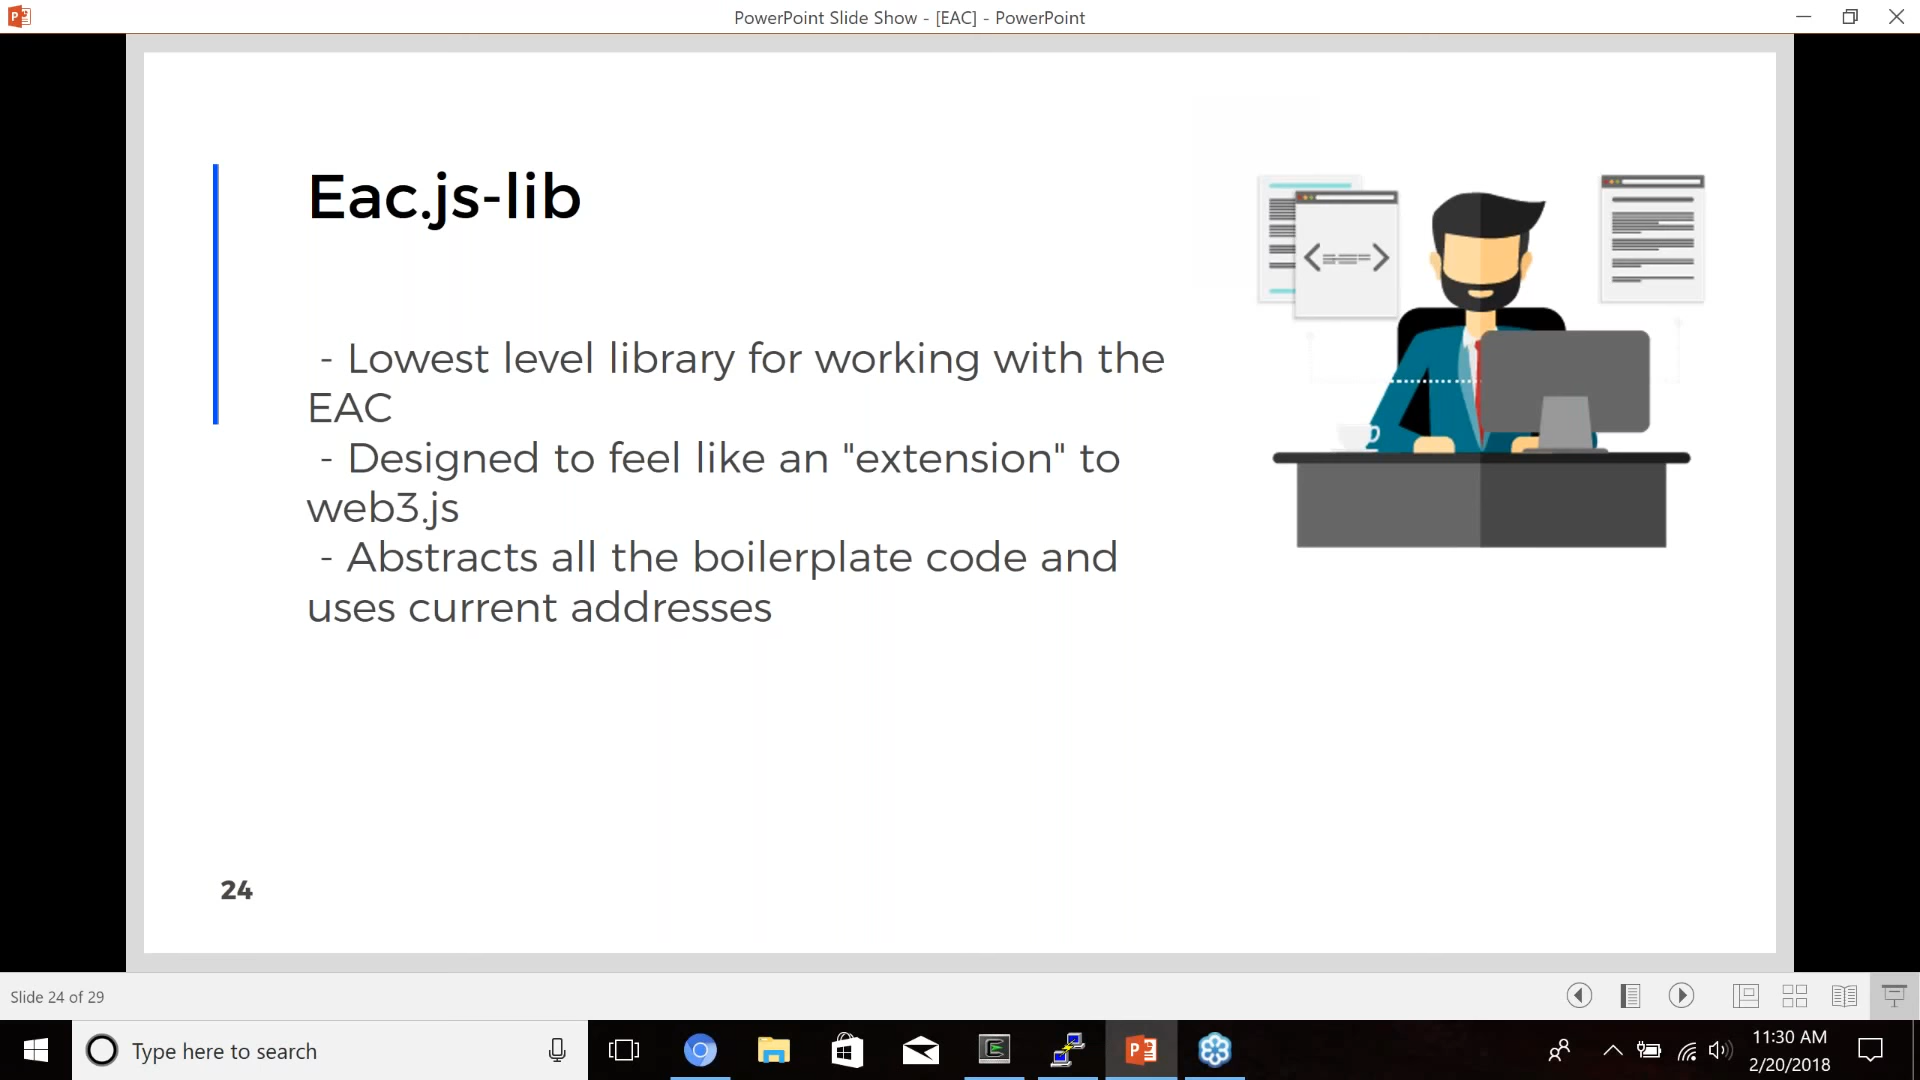 PowerPoint Slide Show - [EAC] - PowerPoint
Eac.js-lib
- Lowest level library for working with the
EAC
- Designed to feel like an "extension" to
web3.js
- Abstracts all the boilerplate code and
uses current addresses
24
Slide 24 of 29
Type here to search
11:30 AM
2/20/2018